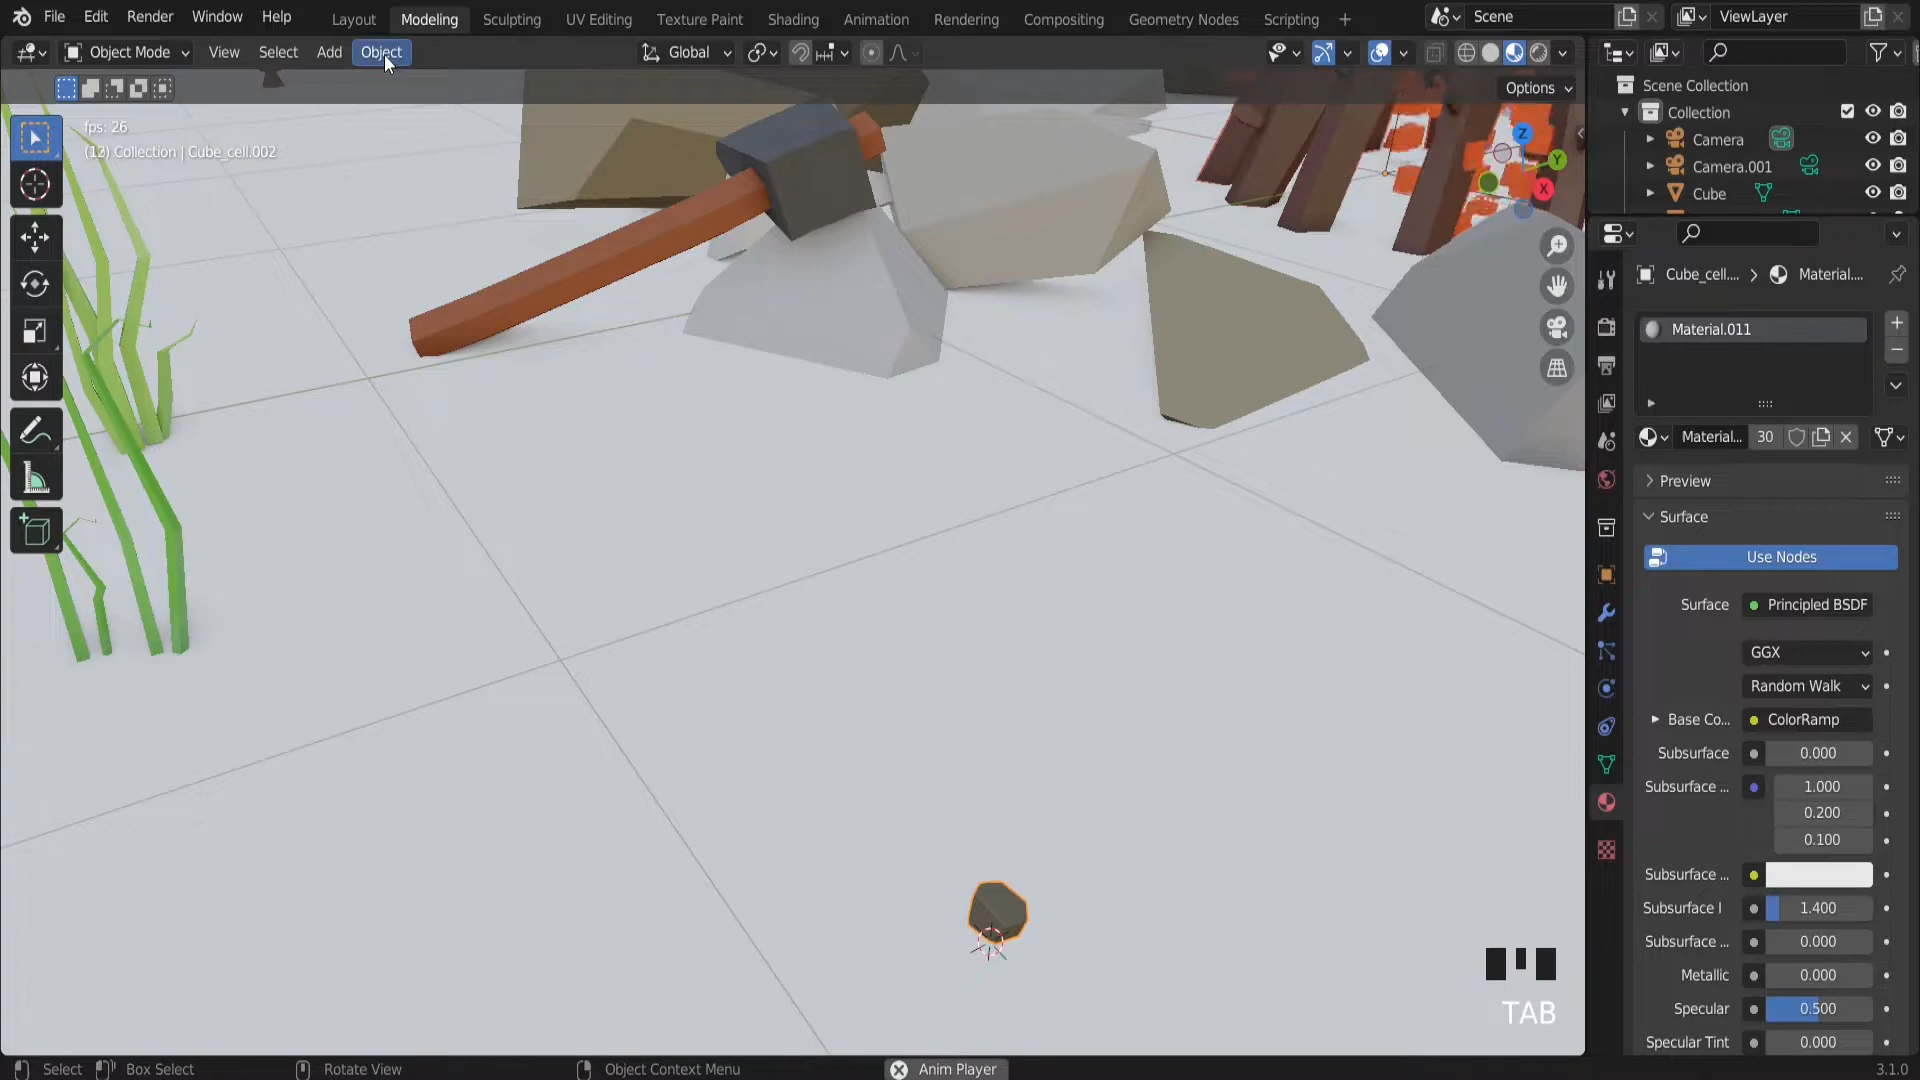 File Edit Render Window Help Layout Modeling Sculpting UV Editing Texture Paint Shading Animation Rendering Compositing Geometry Nodes Scripting + Scene ViewLayer
Object Mode View Select Add Object Global
Options
fps: 26
(12) Collection | Cube_cell.002
Z
Y
X
Scene Collection
Collection
Camera
Camera.001
Cube
Cube_cell.... > Material....
Material.011
Material... 30
Preview
Surface
Use Nodes
Surface Principled BSDF
GGX
Random Walk
Base Co... ColorRamp
Subsurface 0.000
Subsurface ... 1.000
0.200
0.100
Subsurface ...
Subsurface I 1.400
Subsurface ... 0.000
Metallic 0.000
Specular 0.500
Specular Tint 0.000
TAB
Select Box Select Rotate View Object Context Menu Anim Player 3.1.0